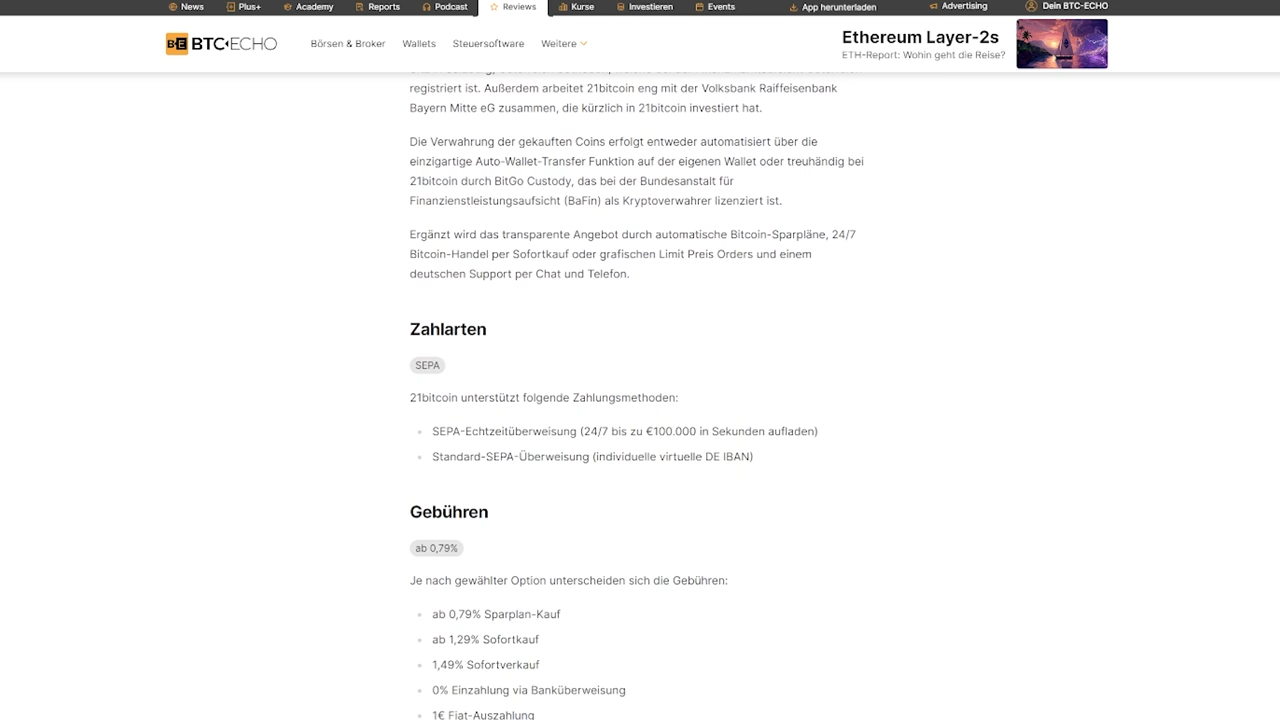 News Plus+ Academy Reports Podcast Reviews Kurse Investieren Events App herunterladen Advertising Dein BTC-ECHO
BE BTC-ECHO Börsen & Broker Wallets Steuersoftware Weitere
Ethereum Layer-2s
ETH-Report: Wohin geht die Reise?
registriert ist. Außerdem arbeitet 21bitcoin eng mit der Volksbank Raiffeisenbank
Bayern Mitte eG zusammen, die kürzlich in 21bitcoin investiert hat.
Die Verwahrung der gekauften Coins erfolgt entweder automatisiert über die
einzigartige Auto-Wallet-Transfer Funktion auf der eigenen Wallet oder treuhändig bei
21bitcoin durch BitGo Custody, das bei der Bundesanstalt für
Finanzienstleistungsaufsicht (BaFin) als Kryptoverwahrer lizenziert ist.
Ergänzt wird das transparente Angebot durch automatische Bitcoin-Sparpläne, 24/7
Bitcoin-Handel per Sofortkauf oder grafischen Limit Preis Orders und einem
deutschen Support per Chat und Telefon.
Zahlarten
SEPA
21bitcoin unterstützt folgende Zahlungsmethoden:
SEPA-Echtzeitüberweisung (24/7 bis zu €100.000 in Sekunden aufladen)
Standard-SEPA-Überweisung (individuelle virtuelle DE IBAN)
Gebühren
ab 0,79%
Je nach gewählter Option unterscheiden sich die Gebühren:
ab 0,79% Sparplan-Kauf
ab 1,29% Sofortkauf
1,49% Sofortverkauf
0% Einzahlung via Banküberweisung
1€ Fiat-Auszahlung